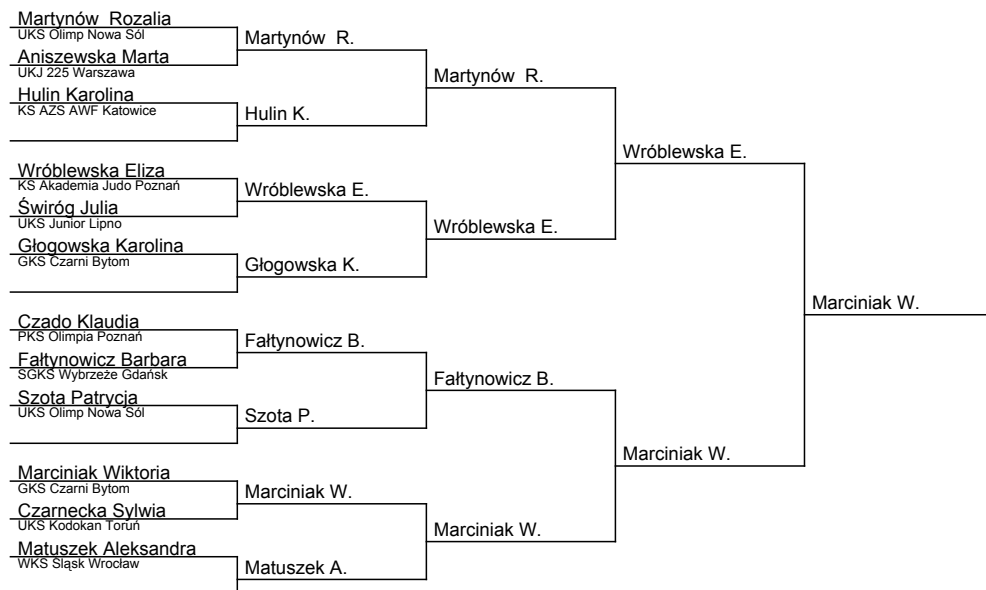 Martynów  Rozalia
UKS Olimp Nowa Sól
Aniszewska Marta
UKJ 225 Warszawa
Hulin Karolina
KS AZS AWF Katowice
Wróblewska Eliza
KS Akademia Judo Poznań
Świróg Julia
UKS Junior Lipno
Głogowska Karolina
GKS Czarni Bytom
Czado Klaudia
PKS Olimpia Poznań
Fałtynowicz Barbara
SGKS Wybrzeże Gdańsk
Szota Patrycja
UKS Olimp Nowa Sól
Marciniak Wiktoria
GKS Czarni Bytom
Czarnecka Sylwia
UKS Kodokan Toruń
Matuszek Aleksandra
WKS Śląsk Wrocław
Martynów  R.
Hulin K.
Wróblewska E.
Głogowska K.
Fałtynowicz B.
Szota P.
Marciniak W.
Matuszek A.
Martynów  R.
Wróblewska E.
Fałtynowicz B.
Marciniak W.
Wróblewska E.
Marciniak W.
Marciniak W.